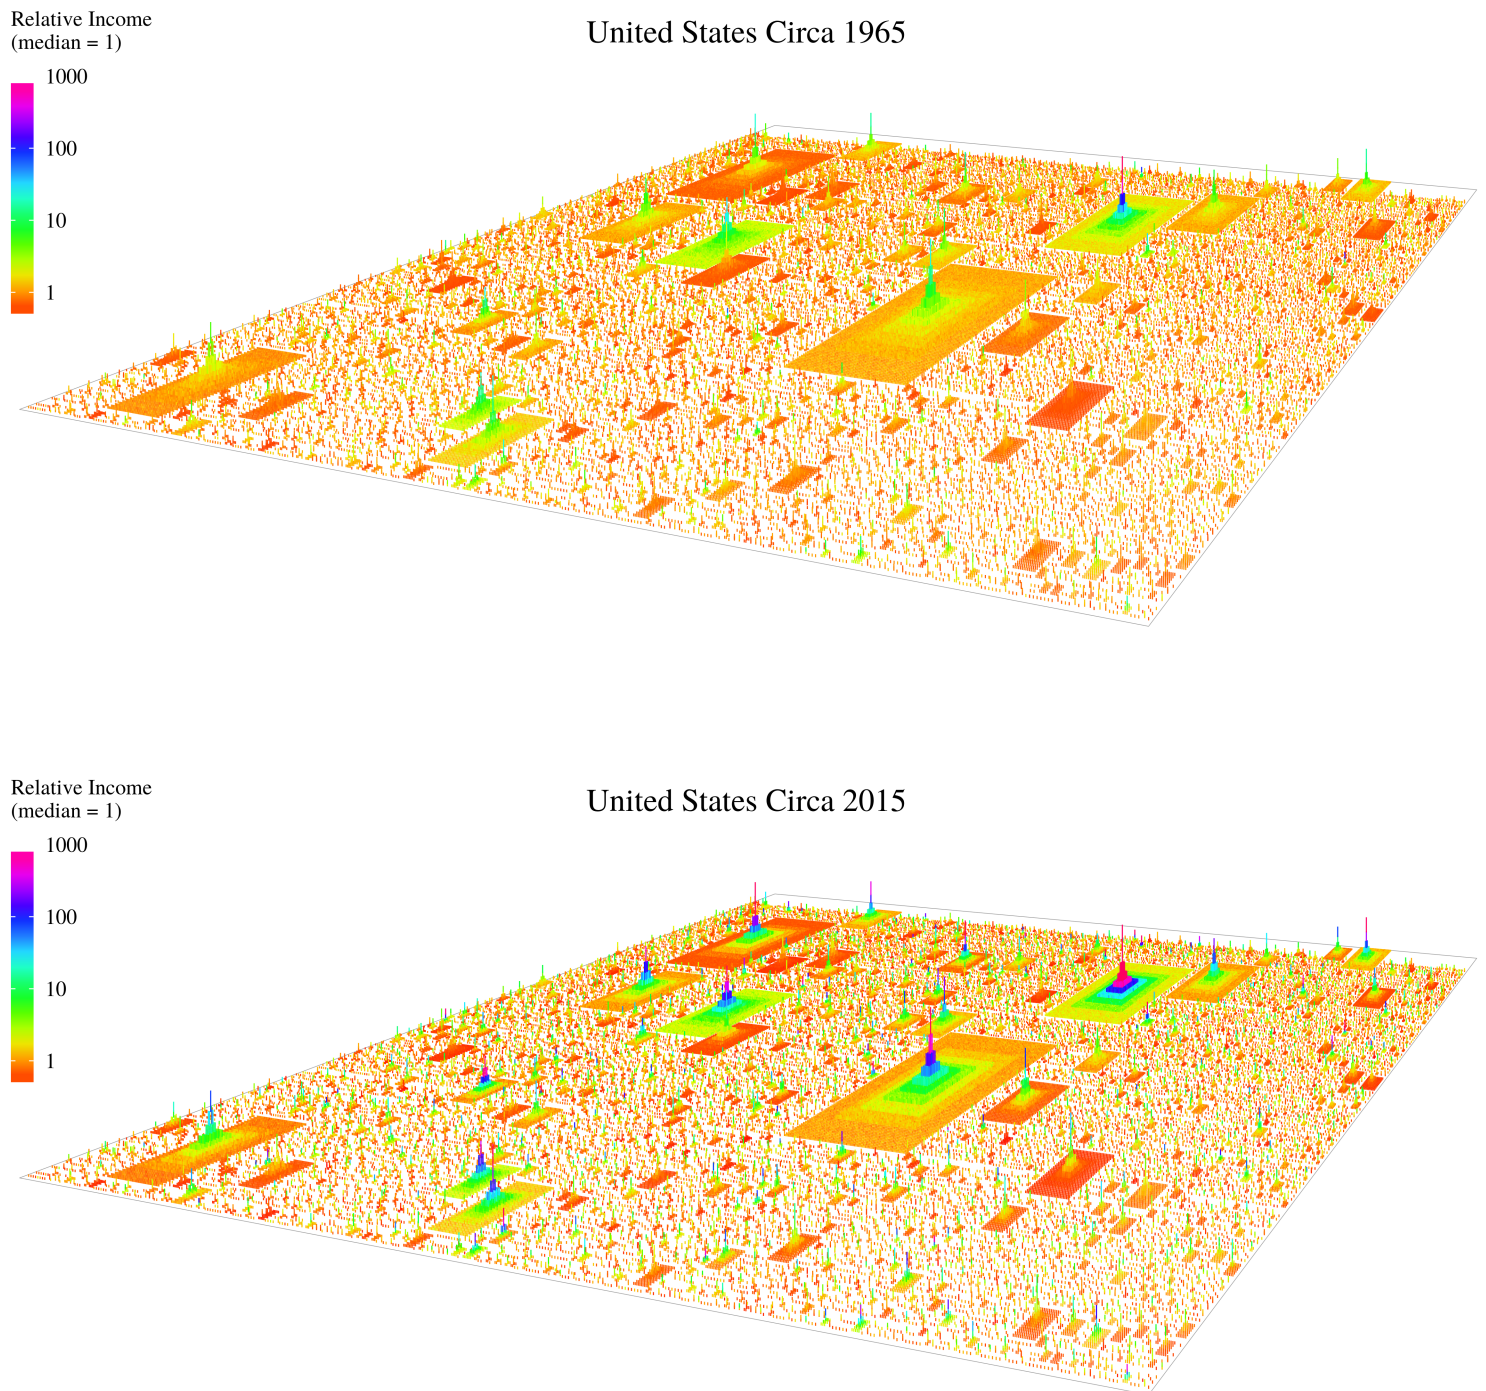 Relative Income
(median = 1)
United States Circa 1965
1000
100
10
1
Relative Income
(median = 1)
United States Circa 2015
1000
100
10
1